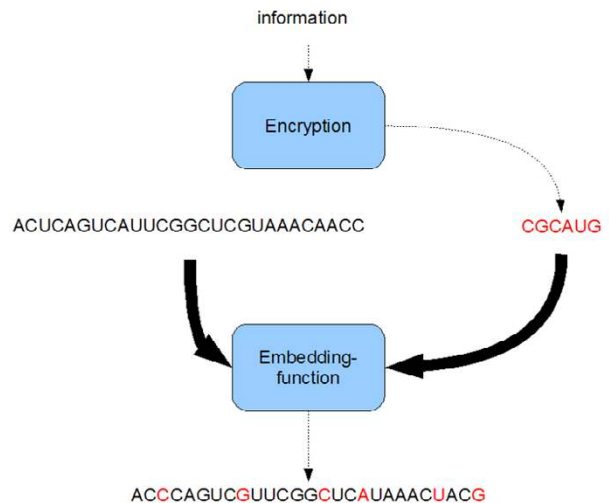 information
Encryption
ACUCAGUCAUUCGGCUCGUAAACAACC
CGCAUG
Embedding-
function
ACCCAGUCGUUCGGCUCAUAAACUACG